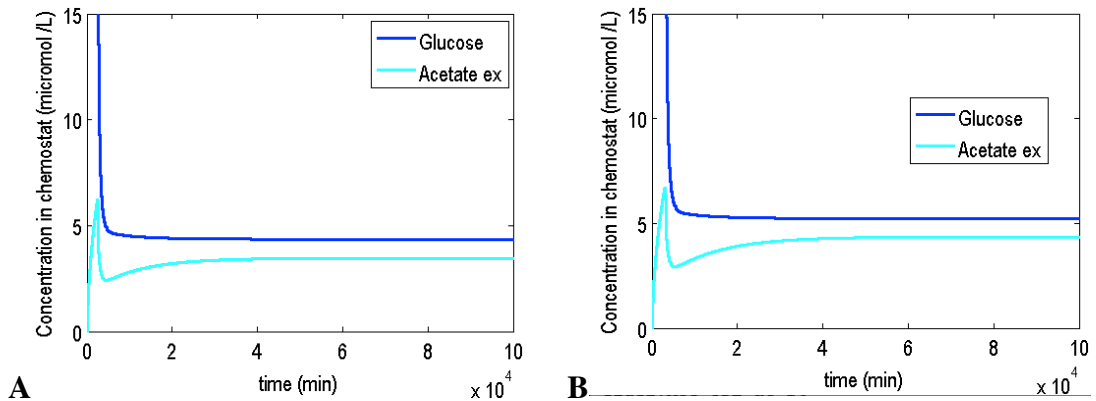 Concentration in chemostat (micromol /L)
15
10
5
0
Glucose
Acetate ex
0 2 4 6 8 10
time (min)
x 10^4
A
Concentration in chemostat (micromol /L)
15
10
5
0
Glucose
Acetate ex
0 2 4 6 8 10
time (min)
x 10^4
B